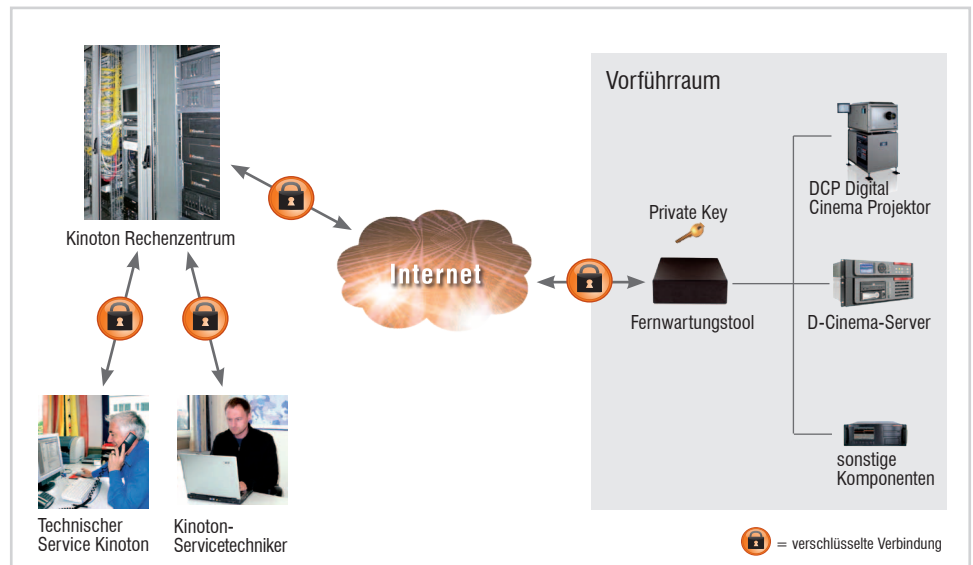 Vorführraum
Kinoton Rechenzentrum
Internet
Private Key
Fernwartungstool
DCP Digital
Cinema Projektor
D-Cinema-Server
sonstige
Komponenten
Technischer
Service Kinoton
Kinoton-
Servicetechniker
= verschlüsselte Verbindung